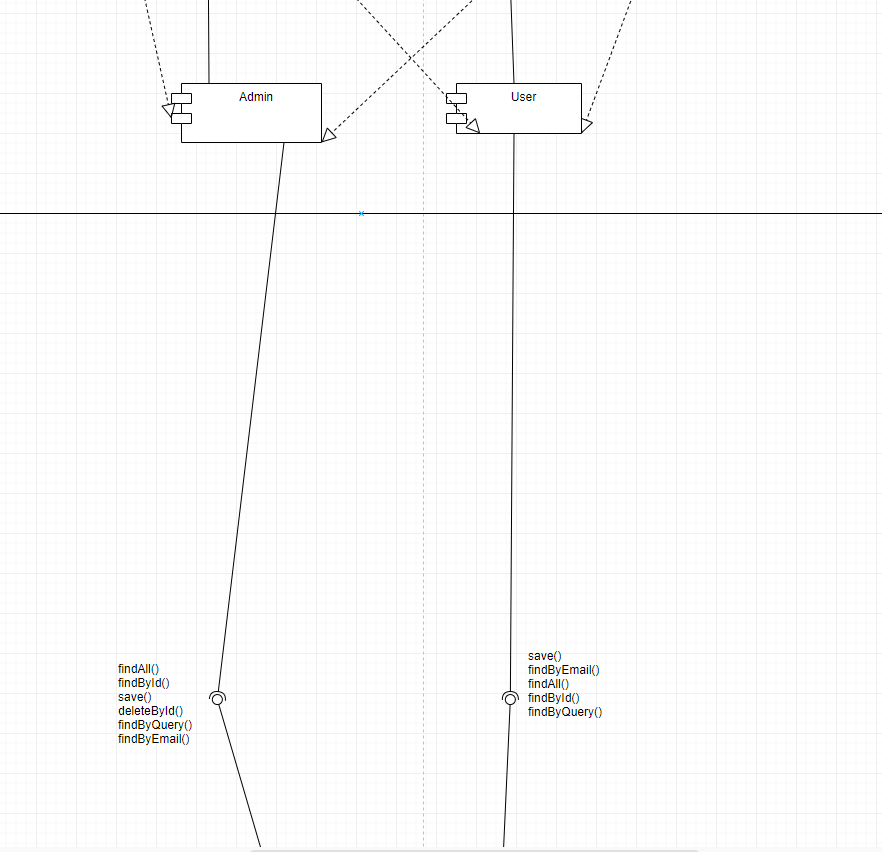 Admin
User
findAll()
findById()
save()
deleteById()
findByQuery()
findByEmail()
save()
findByEmail()
findAll()
findById()
findByQuery()